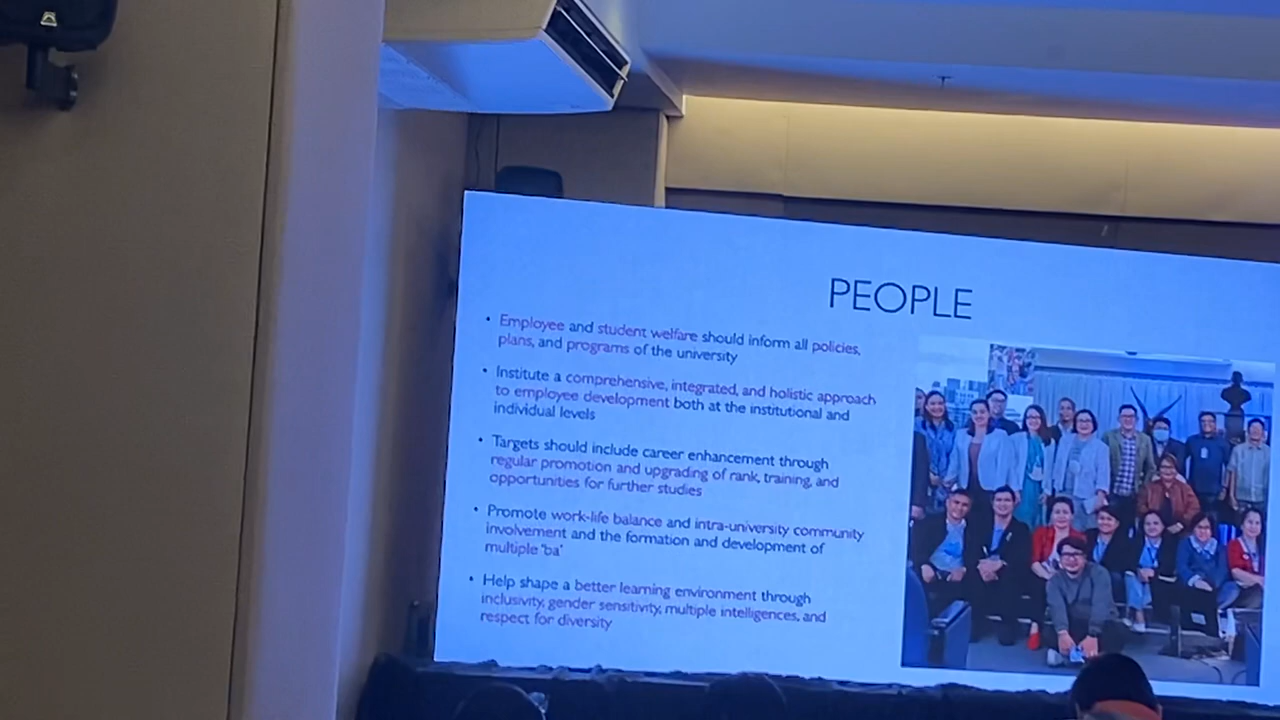 PEOPLE
• Employee and student welfare should inform all policies,
plans, and programs of the university
• Institute a comprehensive, integrated, and holistic approach
to employee development both at the institutional and
individual levels
• Targets should include career enhancement through
regular promotion and upgrading of rank, training, and
opportunities for further studies
• Promote work-life balance and intra-university community
involvement and the formation and development of
multiple 'ba'
• Help shape a better learning environment through
inclusivity, gender sensitivity, multiple intelligences, and
respect for diversity